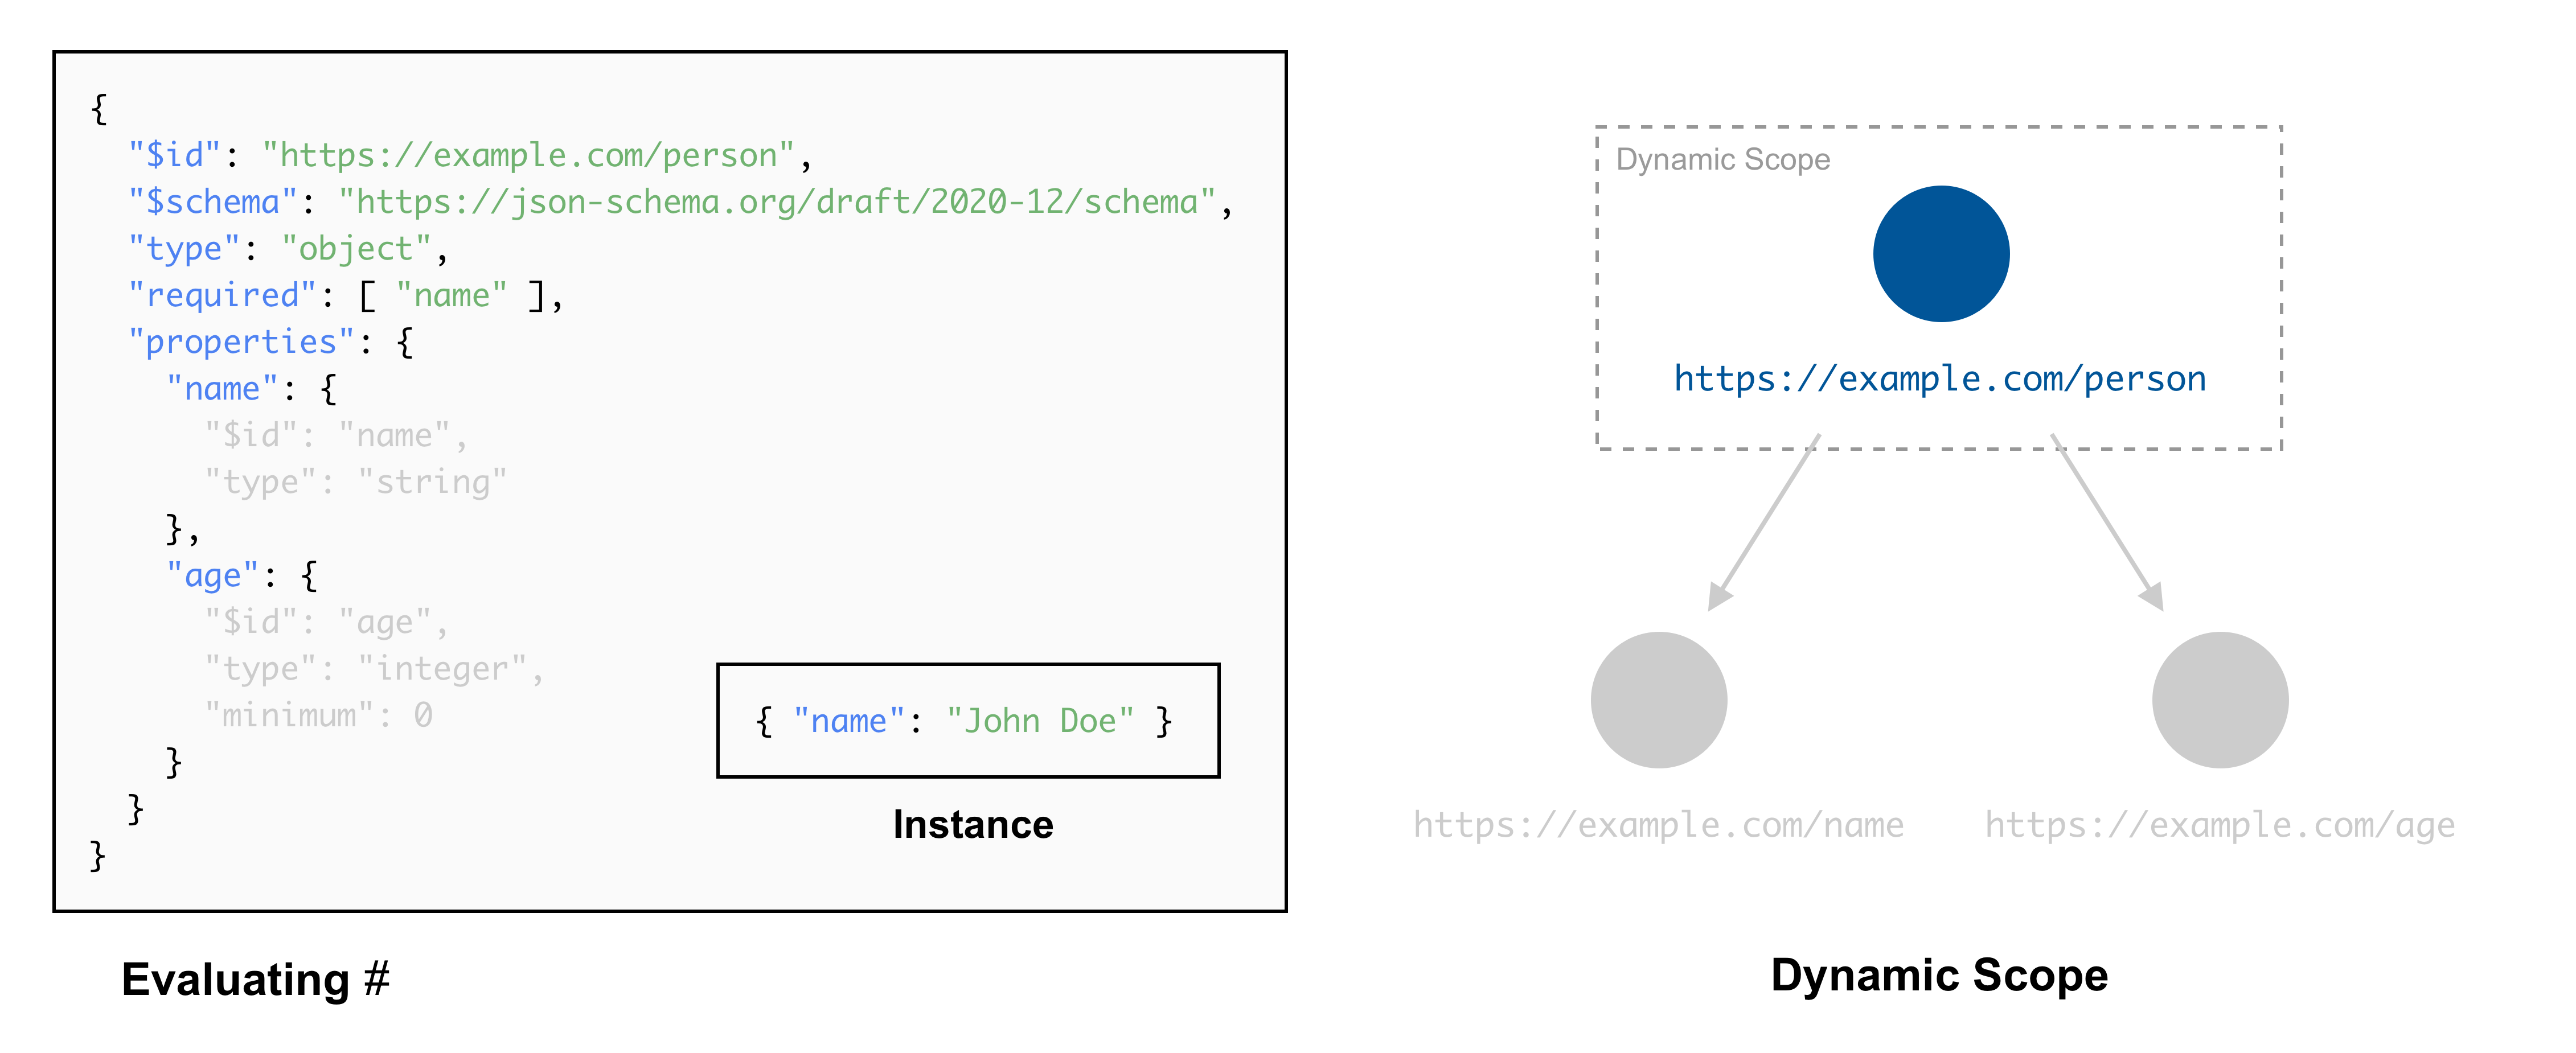 {
  "$id": "https://example.com/person",
  "$schema": "https://json-schema.org/draft/2020-12/schema",
  "type": "object",
  "required": [ "name" ],
  "properties": {
    "name": {
      "$id": "name",
      "type": "string"
    },
    "age": {
      "$id": "age",
      "type": "integer",
      "minimum": 0
    }
  }
}
{ "name": "John Doe" }
Instance
Evaluating #
Dynamic Scope
https://example.com/person
https://example.com/name
https://example.com/age
Dynamic Scope